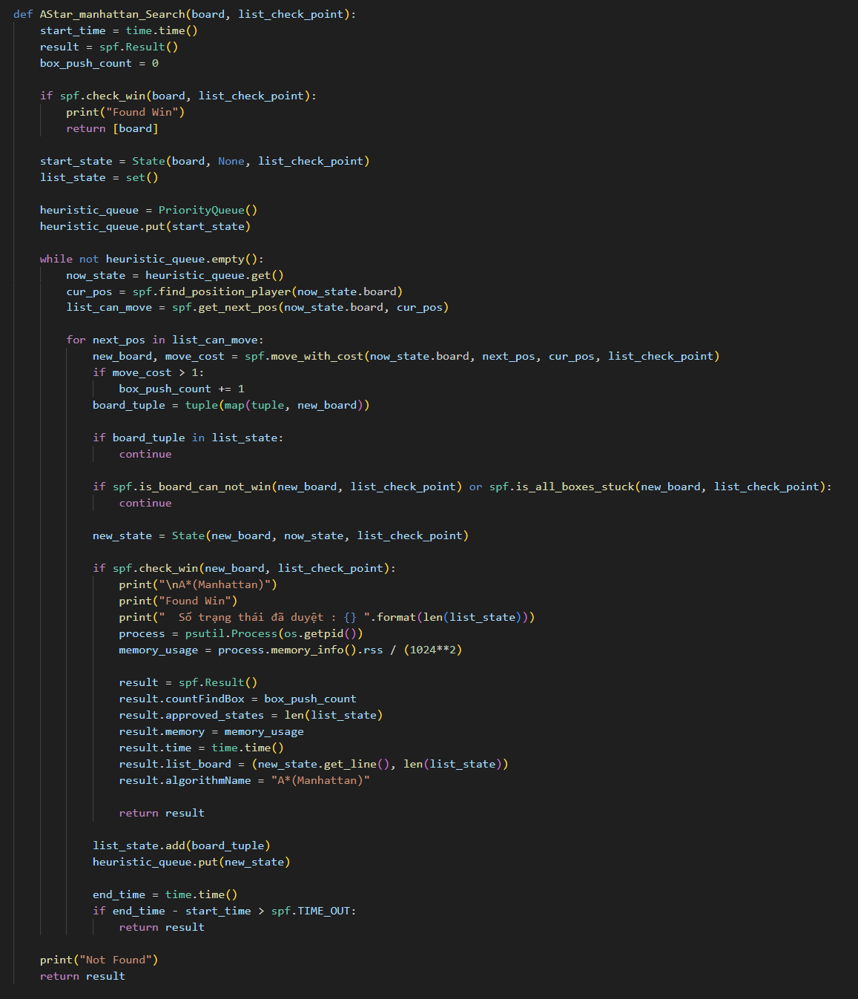 def AStar_manhattan_Search(board, list_check_point):
    start_time = time.time()
    result = spf.Result()
    box_push_count = 0

    if spf.check_win(board, list_check_point):
        print("Found Win")
        return [board]

    start_state = State(board, None, list_check_point)
    list_state = set()

    heuristic_queue = PriorityQueue()
    heuristic_queue.put(start_state)

    while not heuristic_queue.empty():
        now_state = heuristic_queue.get()
        cur_pos = spf.find_position_player(now_state.board)
        list_can_move = spf.get_next_pos(now_state.board, cur_pos)

        for next_pos in list_can_move:
            new_board, move_cost = spf.move_with_cost(now_state.board, next_pos, cur_pos, list_check_point)
            if move_cost > 1:
                box_push_count += 1
            board_tuple = tuple(map(tuple, new_board))

            if board_tuple in list_state:
                continue

            if spf.is_board_can_not_win(new_board, list_check_point) or spf.is_all_boxes_stuck(new_board, list_check_point):
                continue

            new_state = State(new_board, now_state, list_check_point)

            if spf.check_win(new_board, list_check_point):
                print("\nA*(Manhattan)")
                print("Found Win")
                print("  Số trạng thái đã duyệt : {} ".format(len(list_state)))
                process = psutil.Process(os.getpid())
                memory_usage = process.memory_info().rss / (1024**2)

                result = spf.Result()
                result.countFindBox = box_push_count
                result.approved_states = len(list_state)
                result.memory = memory_usage
                result.time = time.time()
                result.list_board = (new_state.get_line(), len(list_state))
                result.algorithmName = "A*(Manhattan)"

                return result

            list_state.add(board_tuple)
            heuristic_queue.put(new_state)

            end_time = time.time()
            if end_time - start_time > spf.TIME_OUT:
                return result

    print("Not Found")
    return result